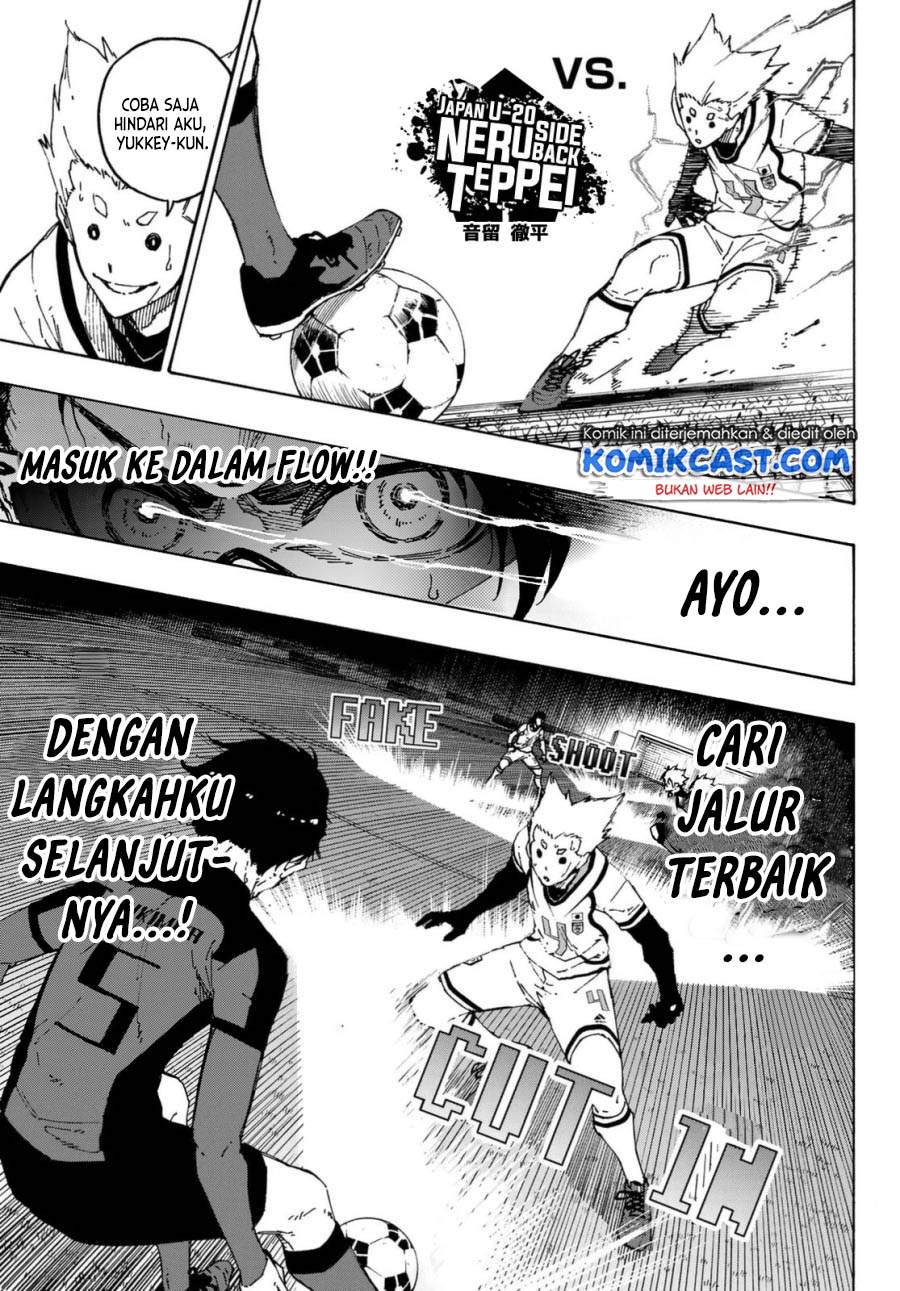 VS.
JAPAN U-20
NERU SIDE BACK
TEPPEI
音留 徹平
COBA SAJA
HINDARI AKU,
YUKKEY-KUN.
Komik ini diterjemahkan & diedit oleh
KOMIKCAST.COM
BUKAN WEB LAIN!!
MASUK KE DALAM FLOW!!
AYO...
FAKE
SHOOT
CARI
JALUR
TERBAIK
...
DENGAN
LANGKAHKU
SELANJUT-
NYA...!
5
4
CUT IN